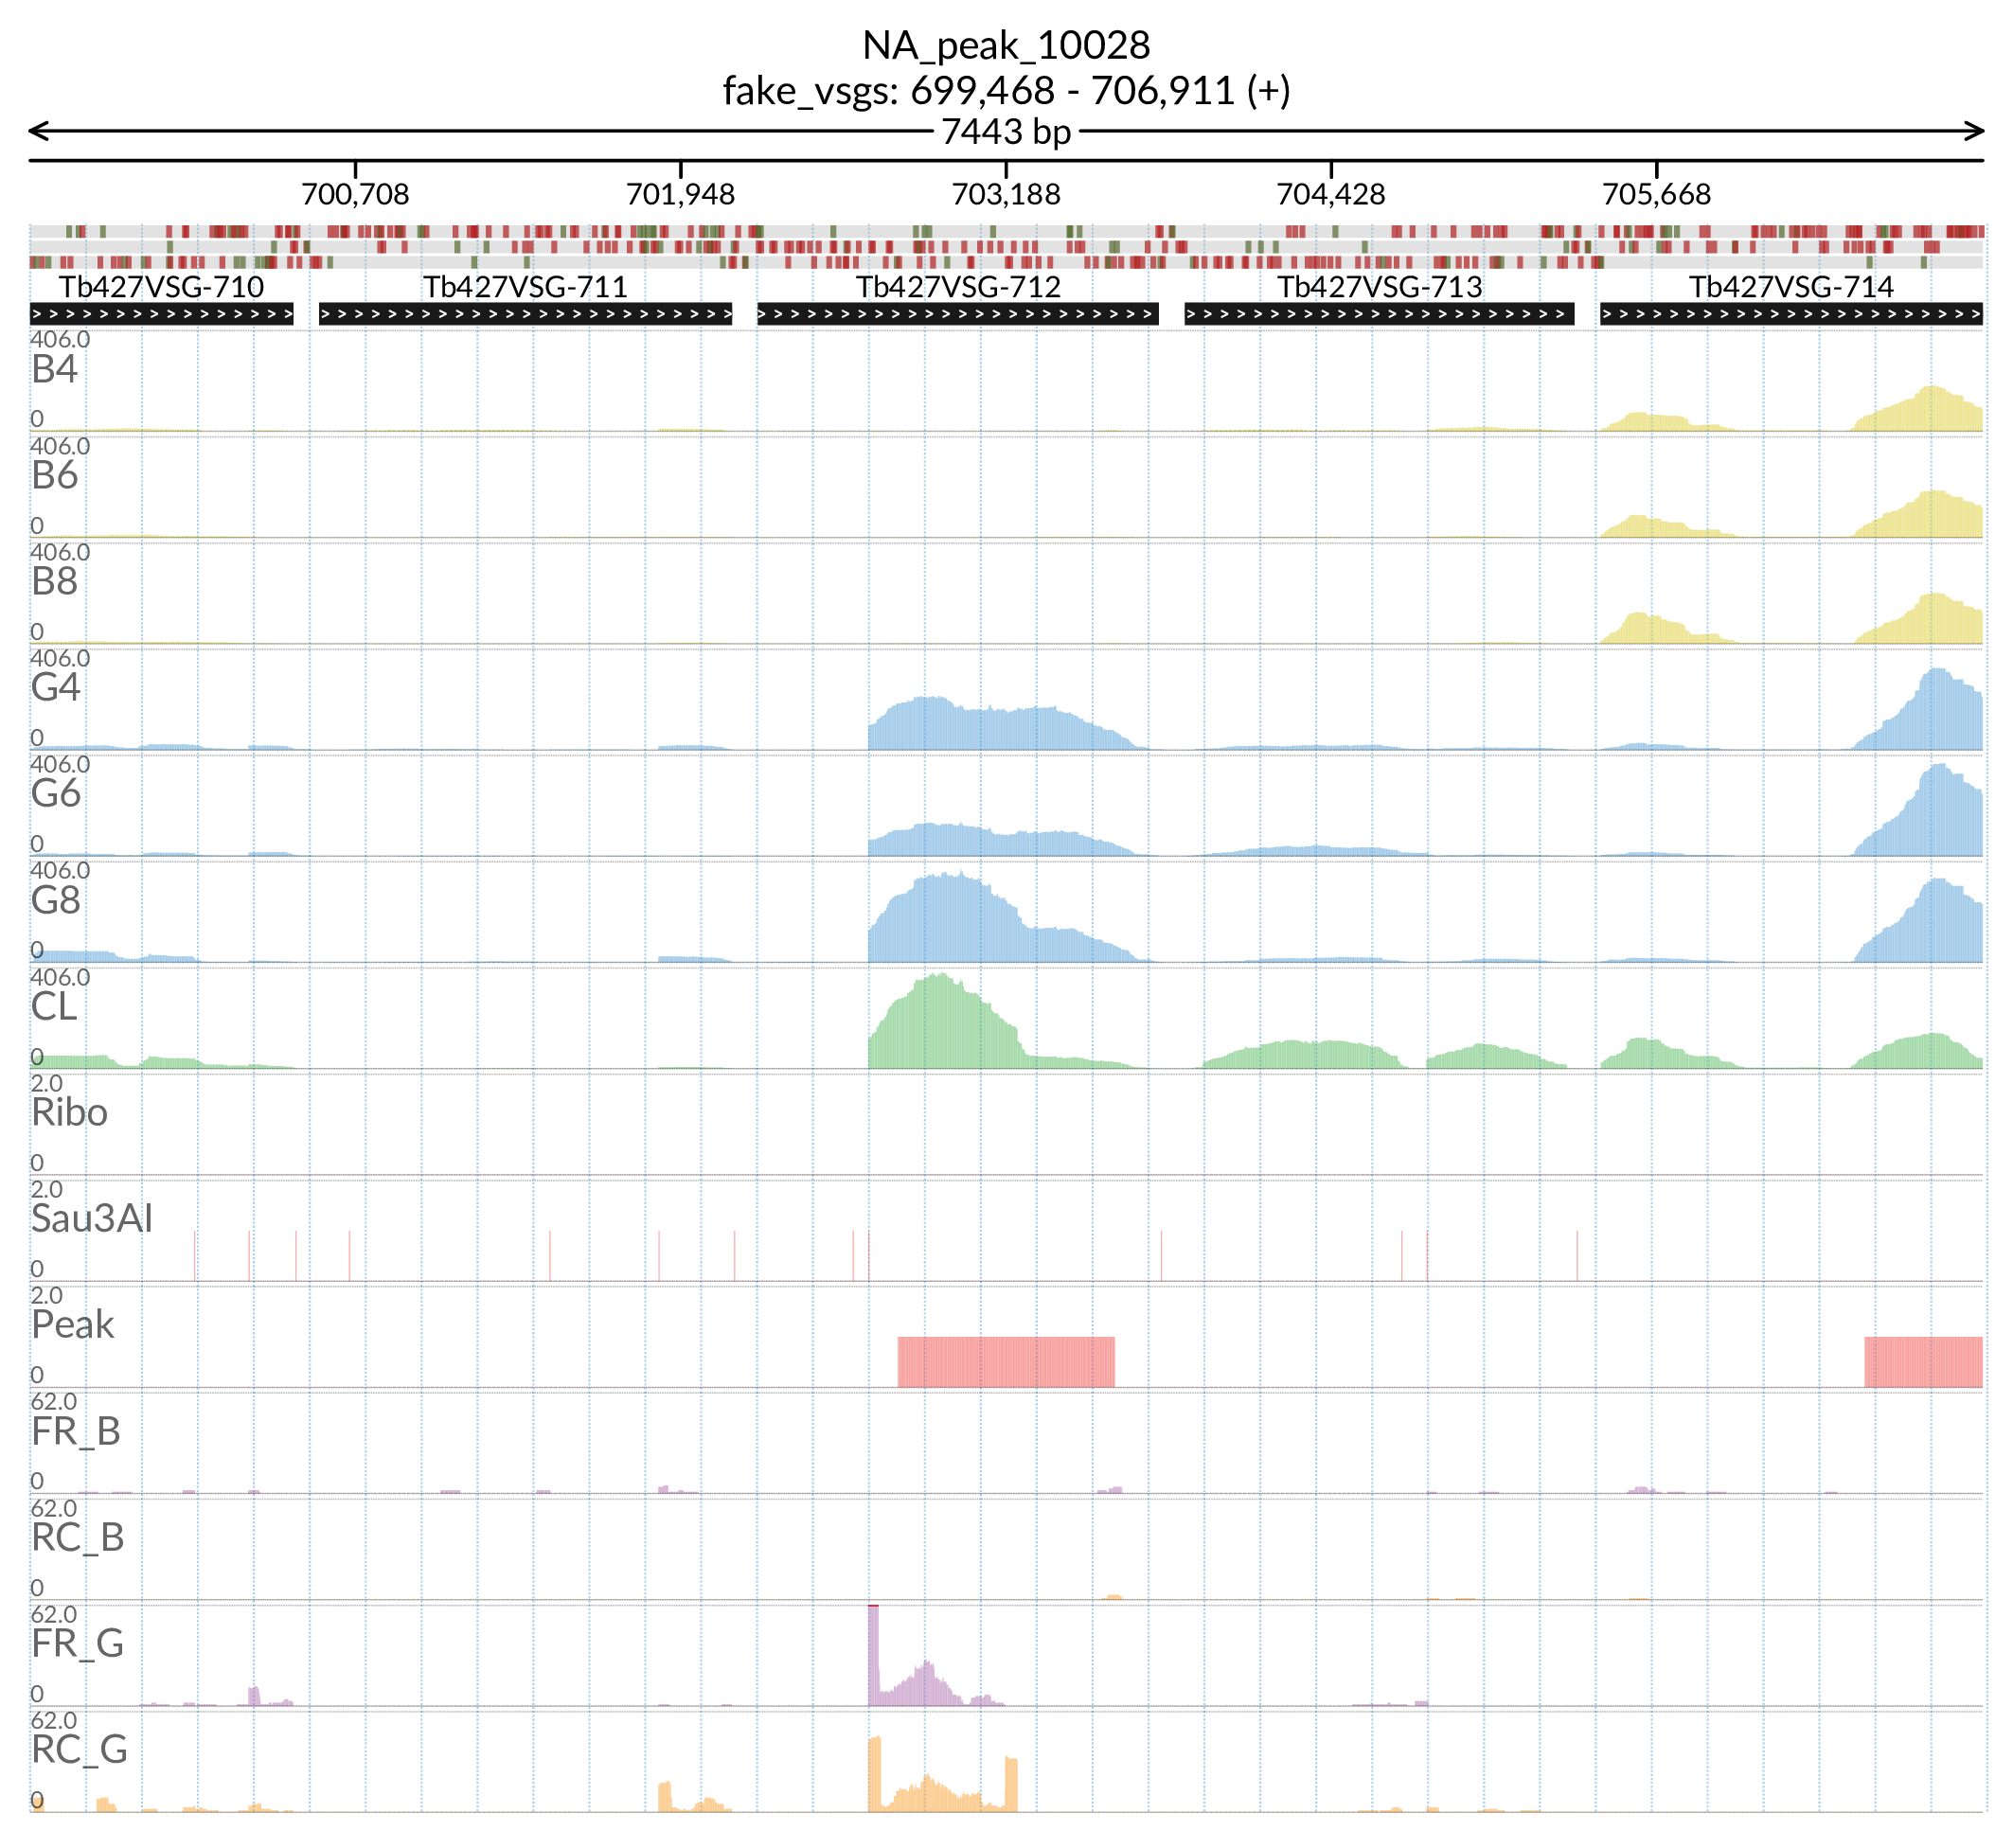 NA_peak_10028
fake_vsgs: 699,468 - 706,911 (+)
7443 bp
700,708 701,948 703,188 704,428 705,668
Tb427VSG-710 Tb427VSG-711 Tb427VSG-712 Tb427VSG-713 Tb427VSG-714
406.0
B4
0
406.0
B6
0
406.0
B8
0
406.0
G4
0
406.0
G6
0
406.0
G8
0
406.0
CL
0
2.0
Ribo
0
2.0
Sau3AI
0
2.0
Peak
0
62.0
FR_B
0
62.0
RC_B
0
62.0
FR_G
0
62.0
RC_G
0